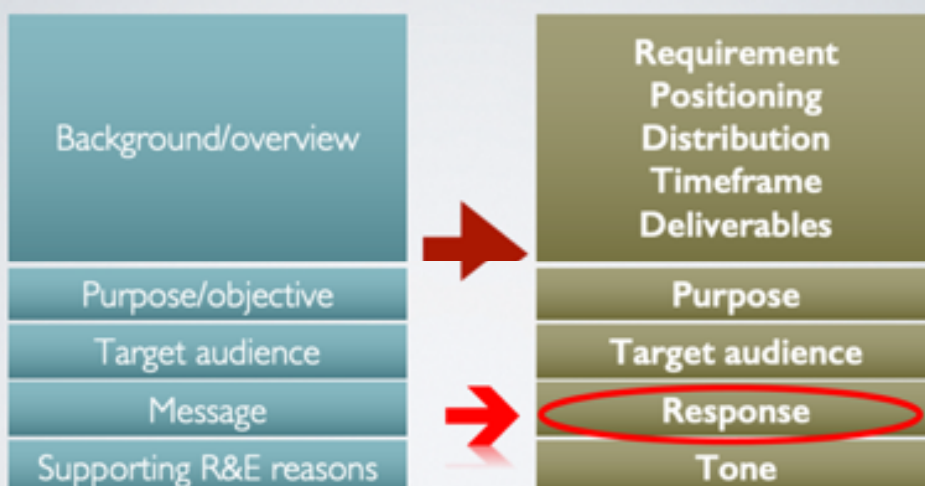 Background/overview
Purpose/objective
Target audience
Message
Supporting R&E reasons
Requirement
Positioning
Distribution
Timeframe
Deliverables
Purpose
Target audience
Response
Tone